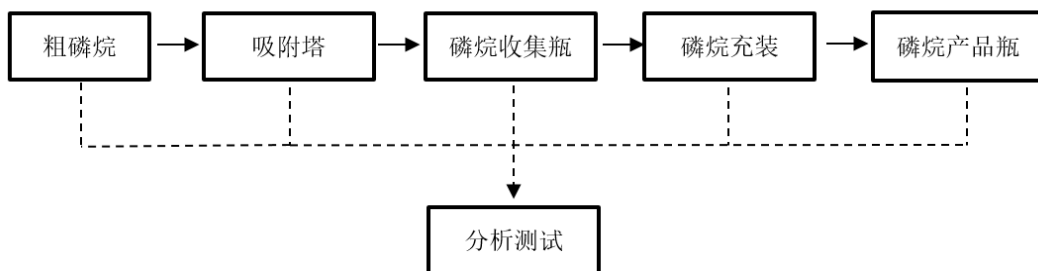 粗磷烷
吸附塔
磷烷收集瓶
磷烷充装
磷烷产品瓶
分析测试